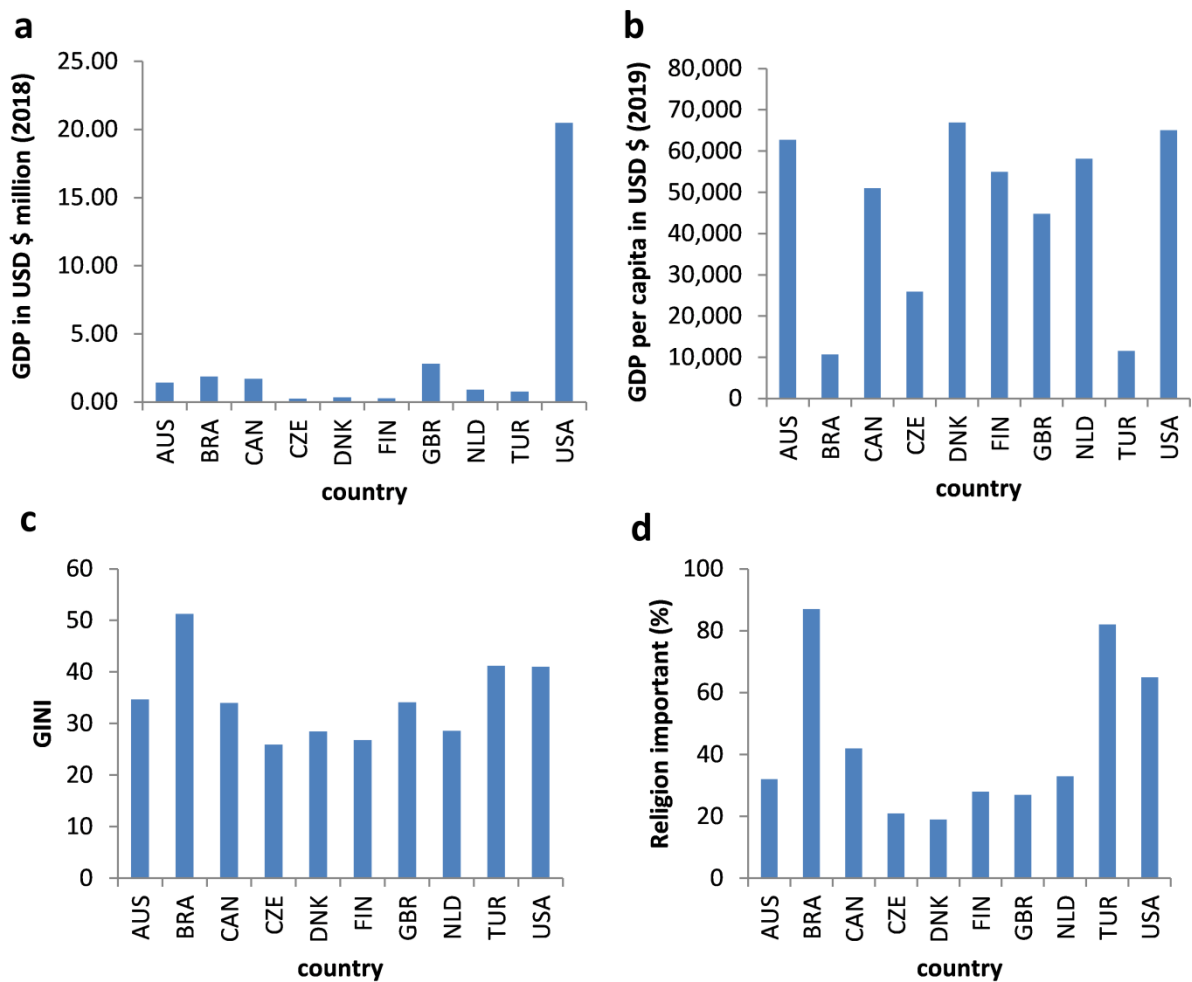 a
GDP in USD $ million (2018)
25.00
20.00
15.00
10.00
5.00
0.00
AUS
BRA
CAN
CZE
DNK
FIN
GBR
NLD
TUR
USA
country
b
GDP per capita in USD $ (2019)
80,000
70,000
60,000
50,000
40,000
30,000
20,000
10,000
0
AUS
BRA
CAN
CZE
DNK
FIN
GBR
NLD
TUR
USA
country
c
GINI
60
50
40
30
20
10
0
AUS
BRA
CAN
CZE
DNK
FIN
GBR
NLD
TUR
USA
country
d
Religion important (%)
100
80
60
40
20
0
AUS
BRA
CAN
CZE
DNK
FIN
GBR
NLD
TUR
USA
country